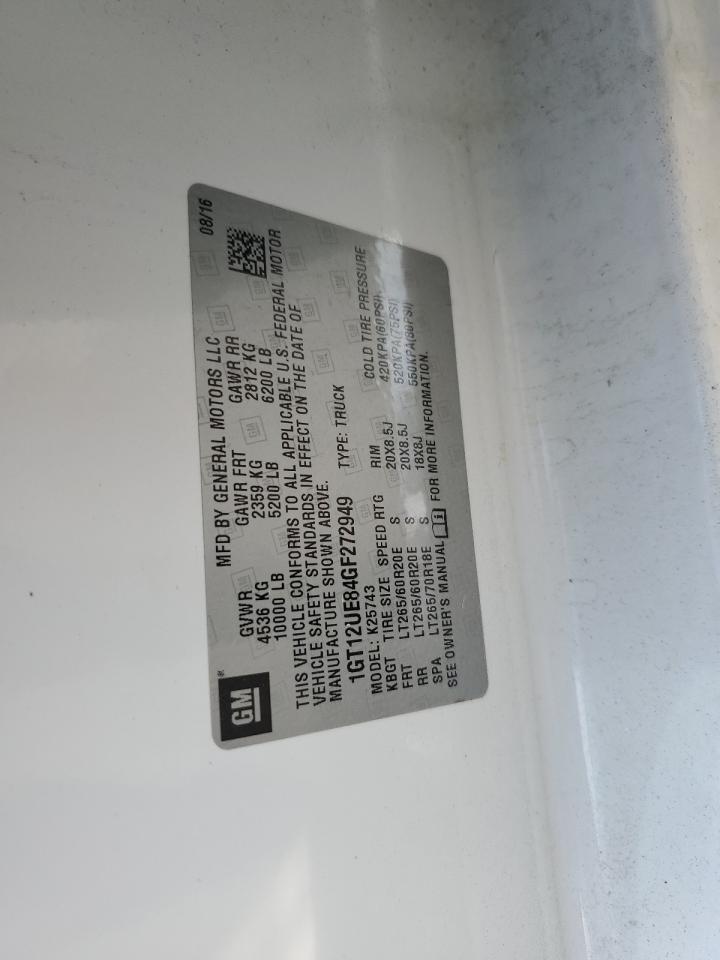 GM
MFD BY GENERAL MOTORS LLC 08/16
GVWR GAWR FRT GAWR RR
4536 KG 2359 KG 2812 KG
10000 LB 5200 LB 6200 LB
THIS VEHICLE CONFORMS TO ALL APPLICABLE U.S. FEDERAL MOTOR
VEHICLE SAFETY STANDARDS IN EFFECT ON THE DATE OF
MANUFACTURE SHOWN ABOVE.
1GT12UE84GF272949 TYPE: TRUCK
MODEL: K25743
KBGT TIRE SIZE SPEED RTG RIM COLD TIRE PRESSURE
FRT LT265/60R20E S 20X8.5J 420KPA(60PSI)
RR LT265/60R20E S 20X8.5J 520KPA(75PSI)
SPA LT265/70R18E S 18X8J 550KPA(80PSI)
SEE OWNER'S MANUAL FOR MORE INFORMATION.